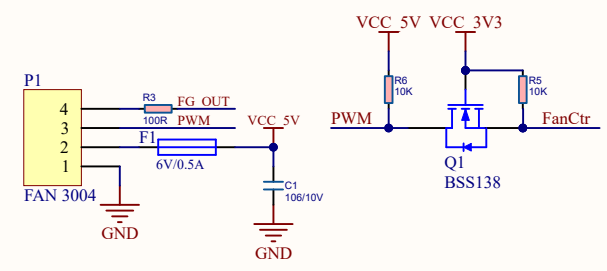 VCC_5V
VCC_3V3
P1
R3
FG_OUT
R6
10K
R5
10K
4
100R
3
PWM
VCC_5V
PWM
FanCtr
F1
2
1
6V/0.5A
Q1
C1
BSS138
106/10V
FAN 3004
GND
GND